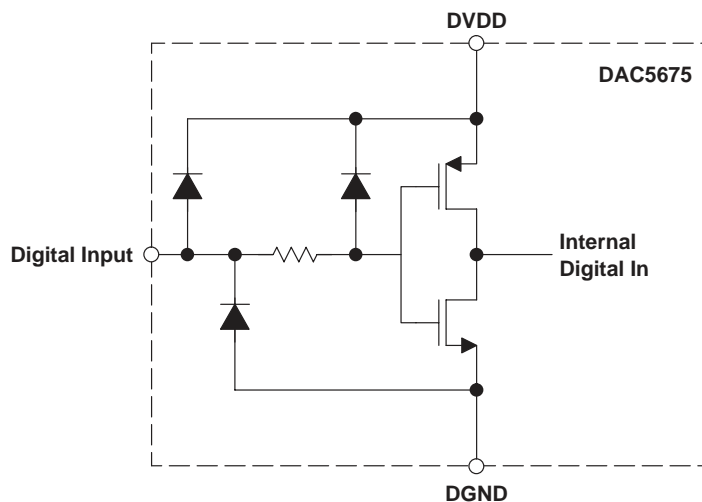 DVDD
DAC5675
Digital Input
Internal
Digital In
DGND